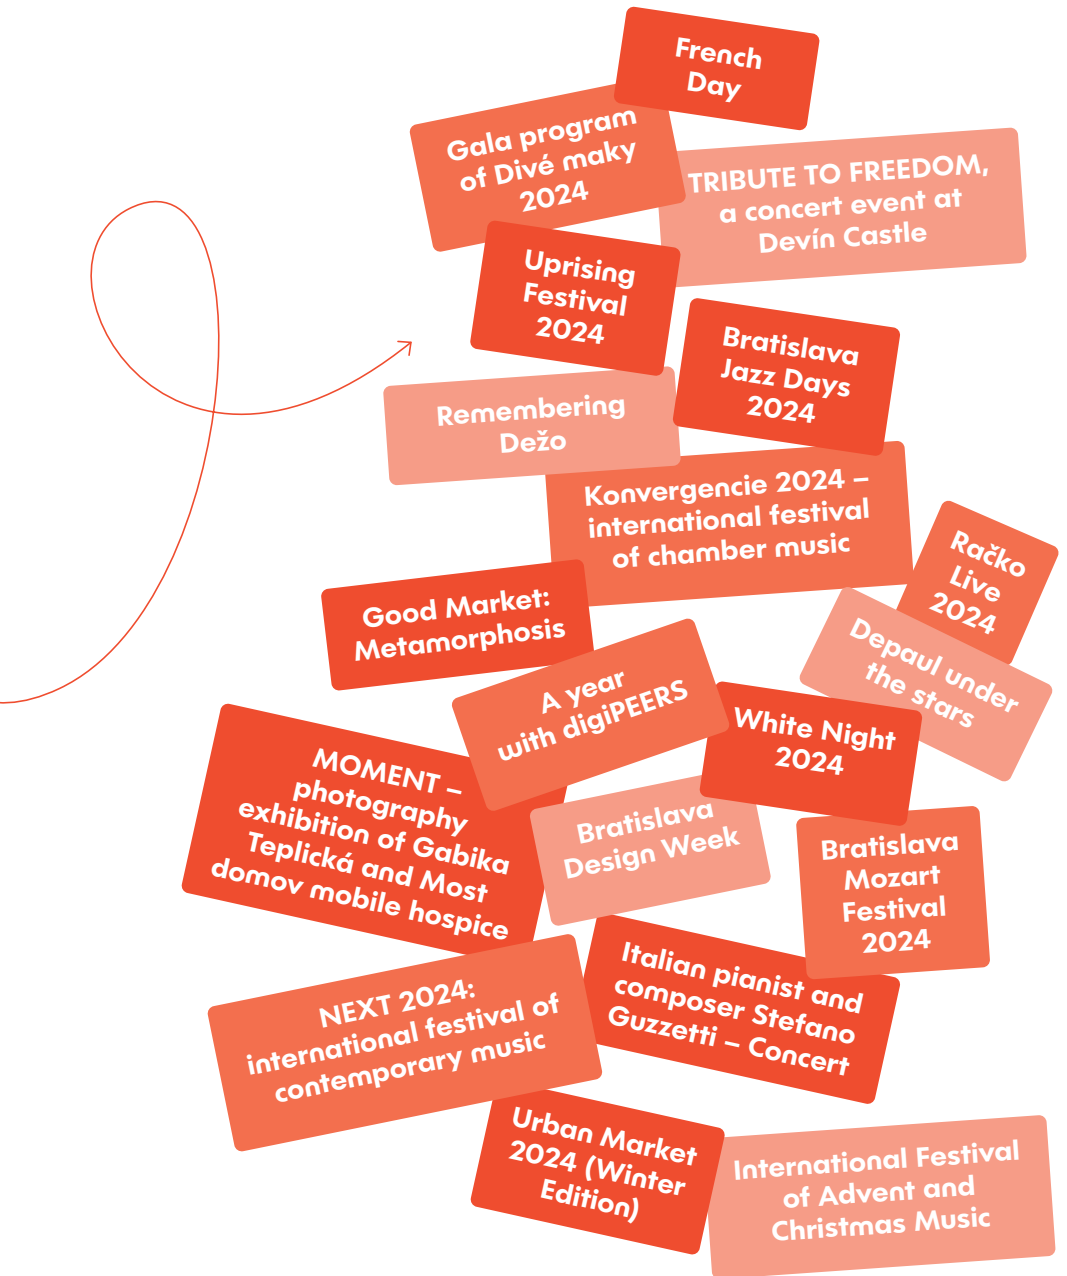 French
Day
Gala program
of Divé maky
2024
TRIBUTE TO FREEDOM,
a concert event at
Devín Castle
Uprising
Festival
2024
Bratislava
Jazz Days
2024
Remembering
Dežo
Konvergencie 2024 –
international festival
of chamber music
Račko
Live
2024
Good Market:
Metamorphosis
Depaul under
the stars
A year
with digiPEERS
White Night
2024
MOMENT –
photography
exhibition of Gabika
Teplická and Most
domov mobile hospice
Bratislava
Design Week
Bratislava
Mozart
Festival
2024
Italian pianist and
composer Stefano
Guzzetti – Concert
NEXT 2024:
international festival of
contemporary music
Urban Market
2024 (Winter
Edition)
International Festival
of Advent and
Christmas Music